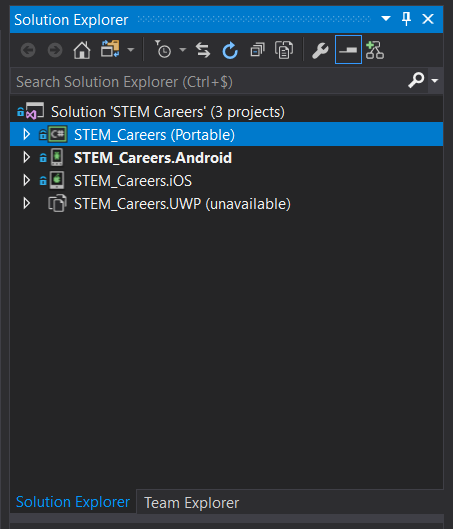 Solution Explorer
Search Solution Explorer (Ctrl+$)
Solution 'STEM Careers' (3 projects)
C# STEM_Careers (Portable)
STEM_Careers.Android
STEM_Careers.iOS
STEM_Careers.UWP (unavailable)
Solution Explorer Team Explorer